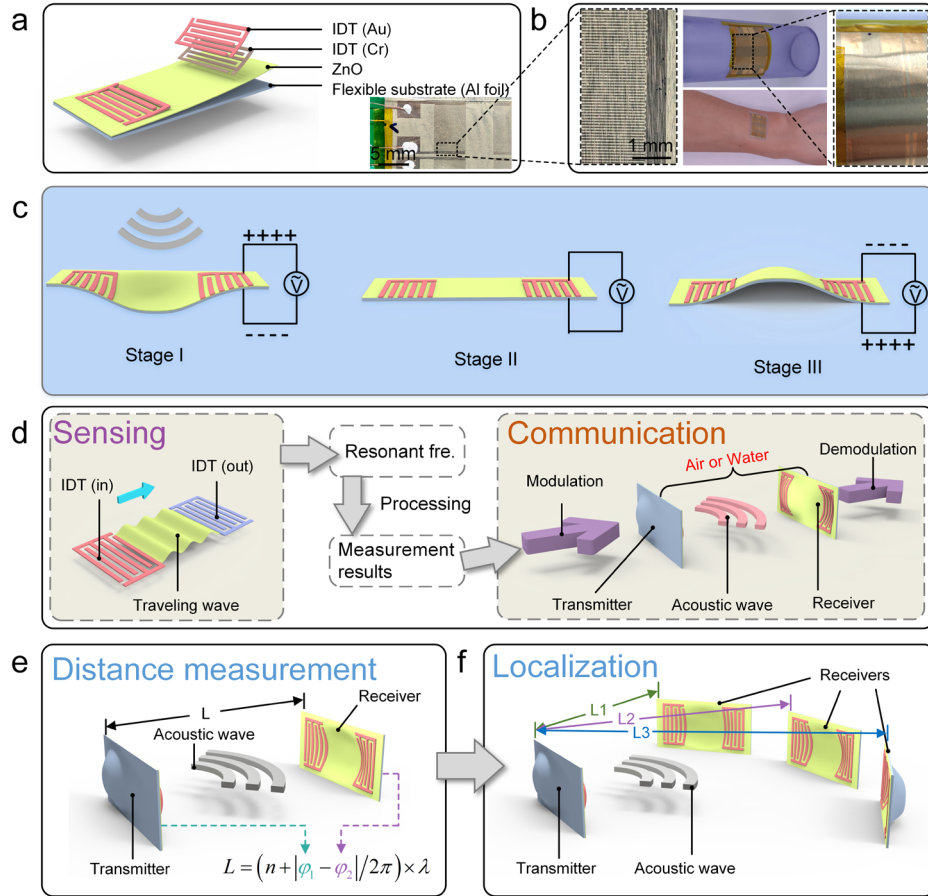 a
IDT (Au)
IDT (Cr)
ZnO
Flexible substrate (Al foil)
5 mm
b
1 mm
c
++++
Ṽ
----
Stage I
Ṽ
Stage II
----
Ṽ
++++
Stage III
d
Sensing
IDT (in)
IDT (out)
Traveling wave
Resonant fre.
Processing
Measurement
results
Communication
Modulation
Air or Water
Demodulation
Transmitter
Acoustic wave
Receiver
e
Distance measurement
L
Receiver
Acoustic wave
Transmitter
L = (n + |φ₁ − φ₂|/2π) × λ
f
Localization
Receivers
L1
L2
L3
Transmitter
Acoustic wave